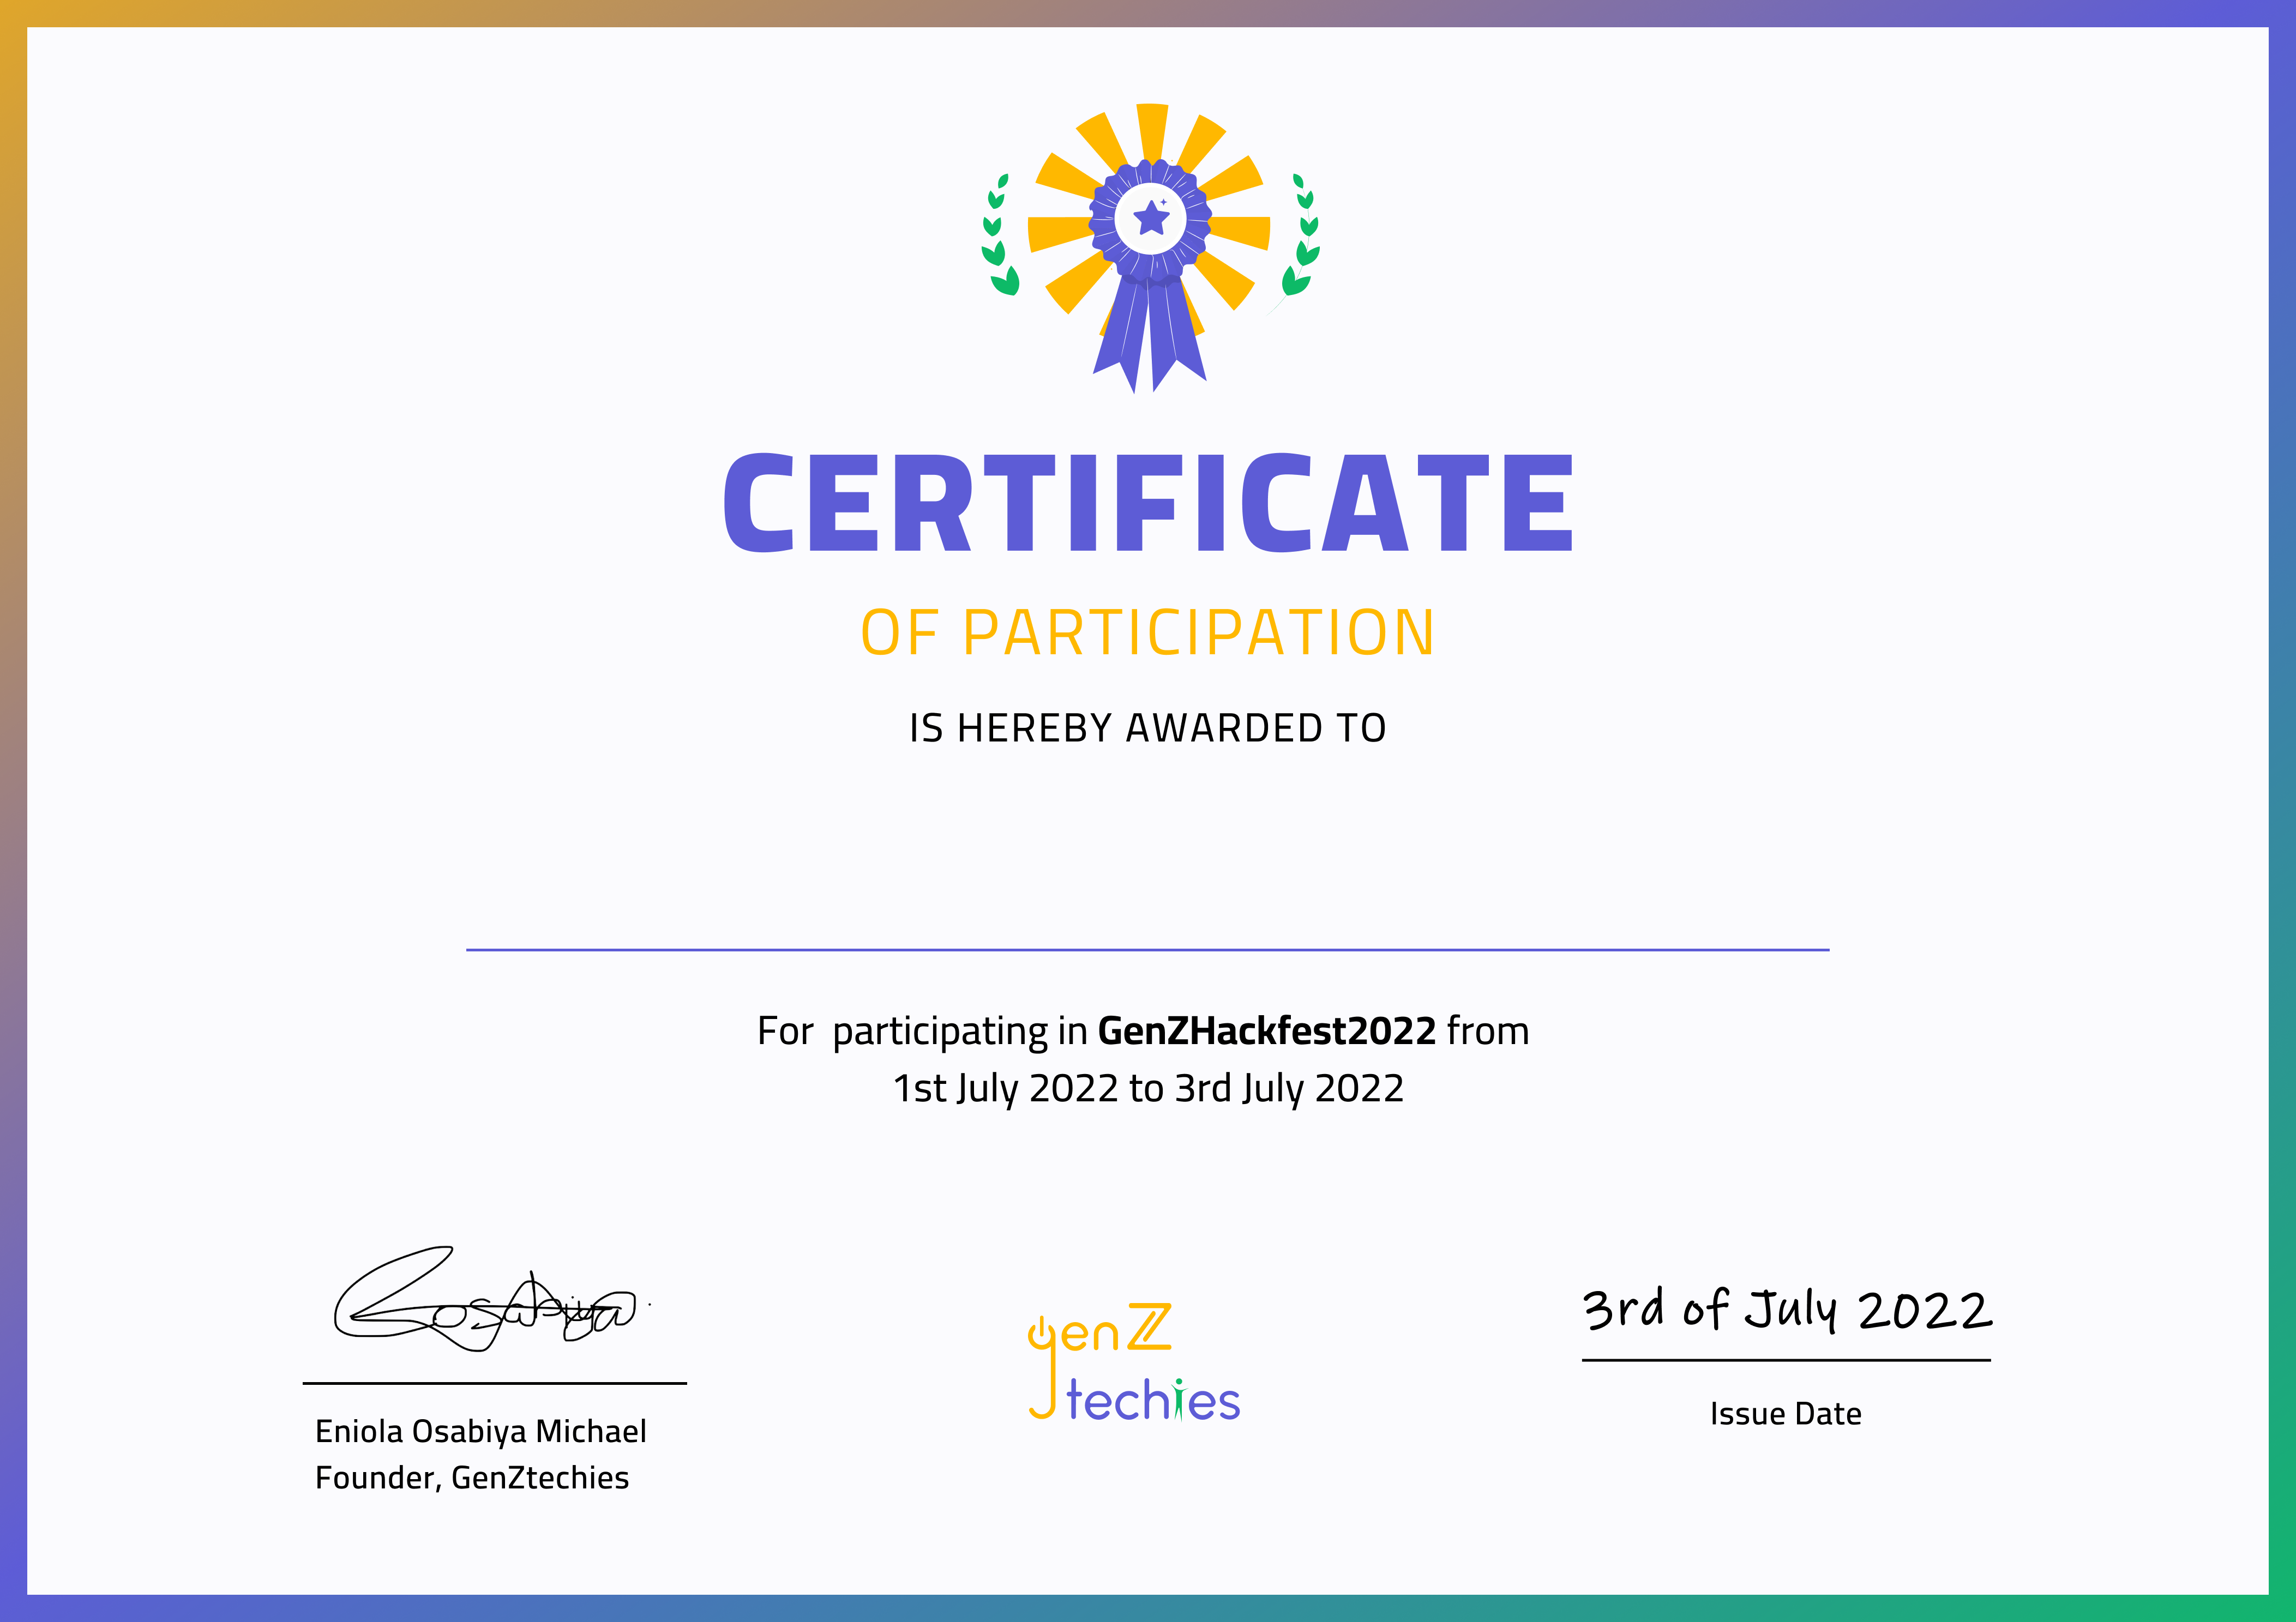 CERTIFICATE
OF PARTICIPATION
IS HEREBY AWARDED TO
For participating in GenZHackfest2022 from
1st July 2022 to 3rd July 2022
Osabiya
Eniola Osabiya Michael
Founder, GenZtechies
genZ
techies
3rd of July 2022
Issue Date